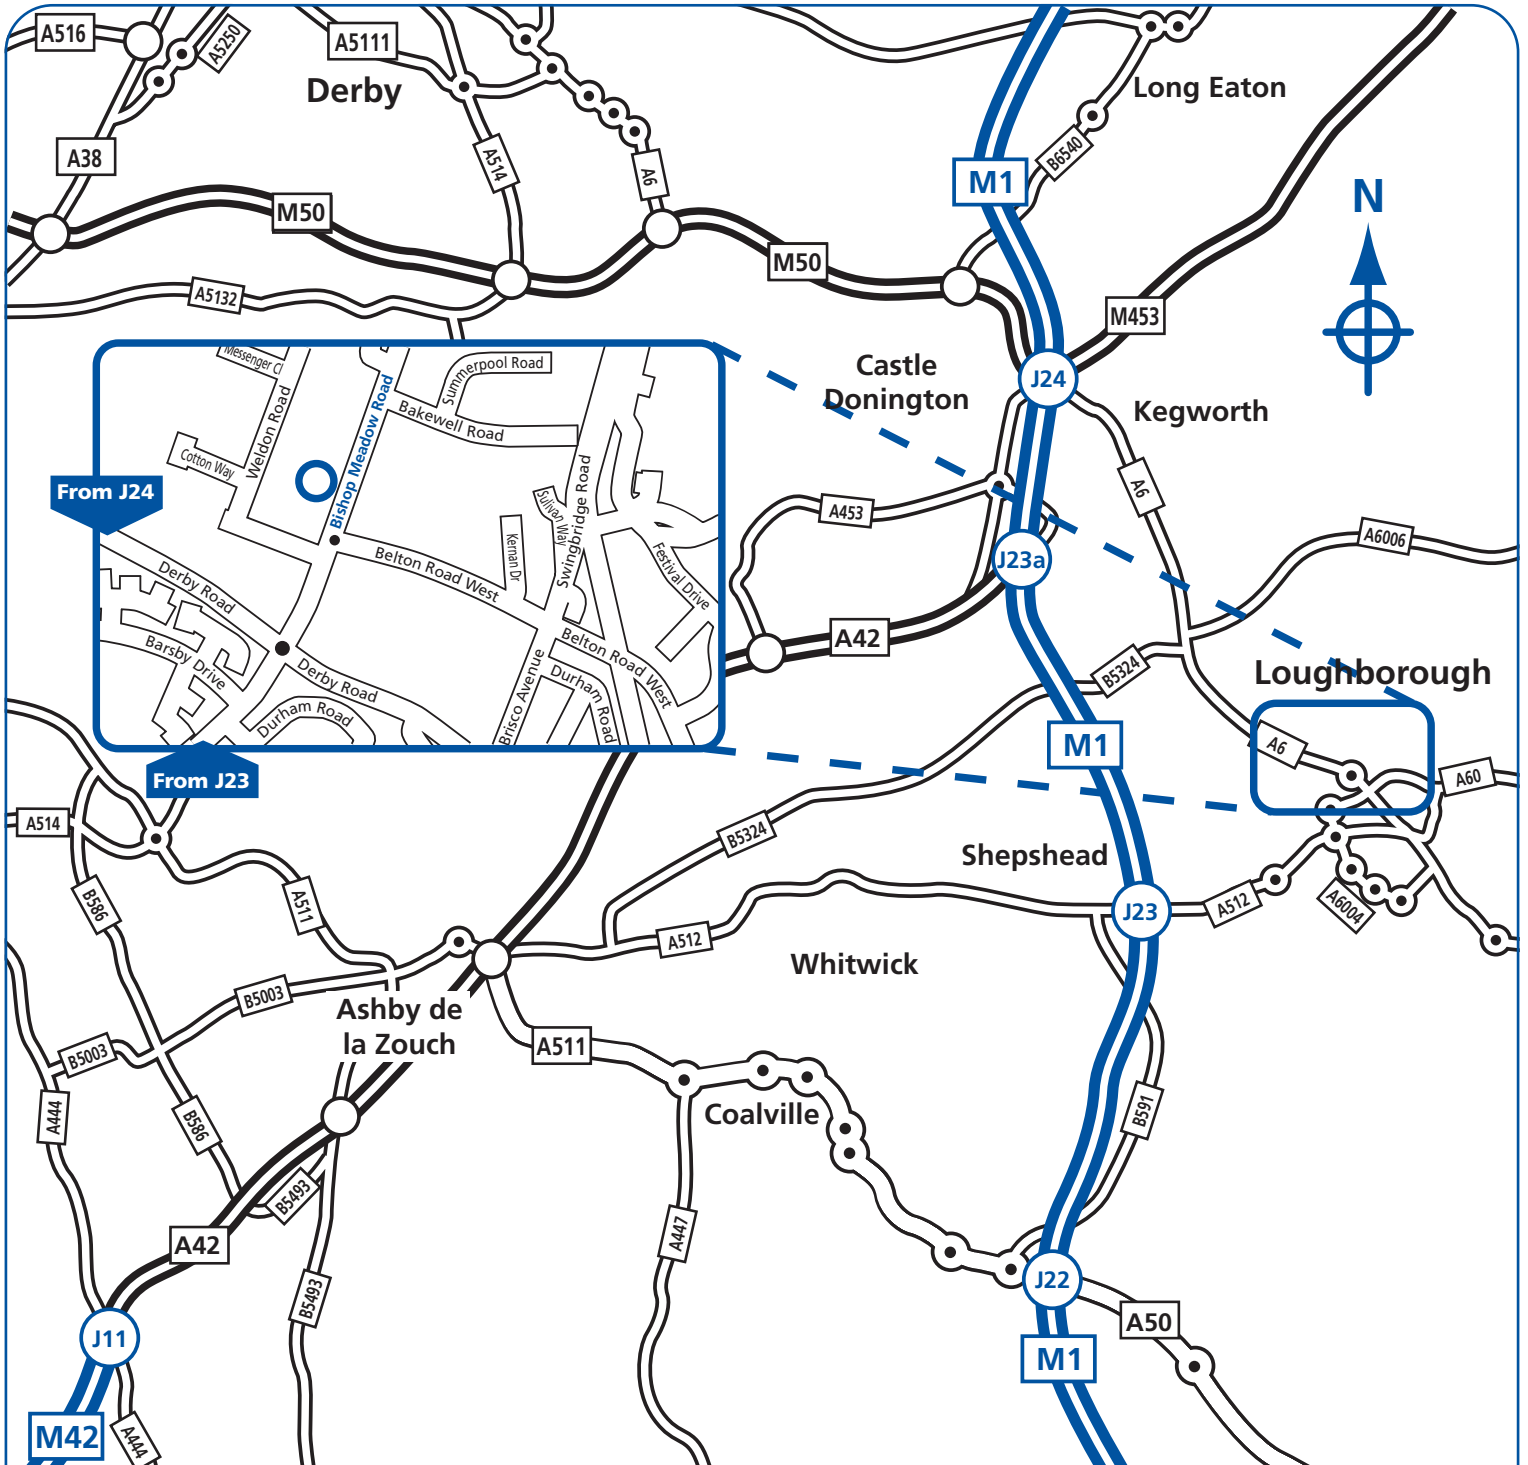 A516
A5250
A5111
Derby
Long Eaton
A38
A514
A6
B6540
M1
M50
N
M50
A5132
M453
Castle
Donington
J24
Kegworth
Messenger Cl
Summerpool Road
Weldon Road
Bishop Meadow Road
Bakewell Road
Cotton Way
From J24
Swingbridge Road
Sulivan Way
Kernan Dr
Festival Drive
Belton Road West
Derby Road
Barsby Drive
Derby Road
Durham Road
Brisco Avenue
Belton Road West
Durham Road
From J23
A453
A6
A6006
J23a
A42
B5324
Loughborough
M1
A6
A60
A514
B5324
Shepshead
B586
A511
A512
J23
A512
A6004
Whitwick
B5003
Ashby de
la Zouch
A511
B5003
Coalville
A444
B586
B591
B5493
A447
A42
B5493
J22
A50
J11
M1
M42
A444